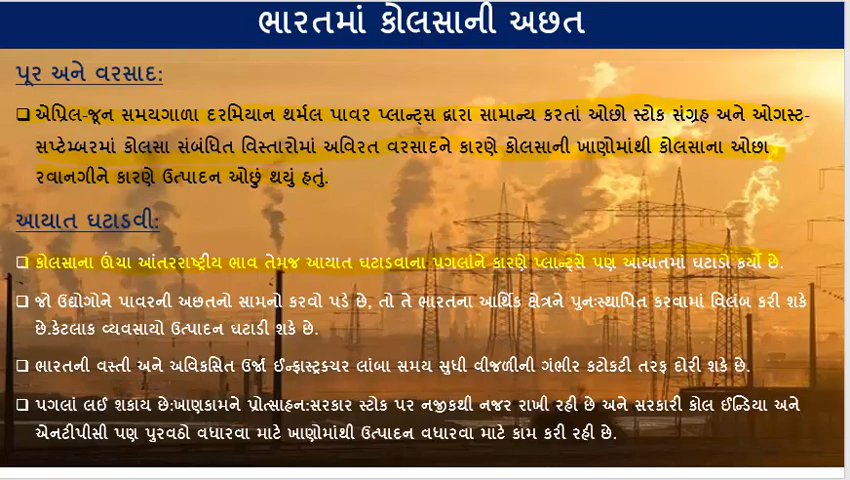 ભારતમાં કોલસાની અછત
પૂર અને વરસાદ:
❑ એપ્રિલ-જૂન સમયગાળા દરમિયાન થર્મલ પાવર પ્લાન્ટ્સ દ્વારા સામાન્ય કરતાં ઓછો સ્ટોક સંગ્રહ અને ઓગસ્ટ-
સપ્ટેમ્બરમાં કોલસા સંબંધિત વિસ્તારોમાં અવિરત વરસાદને કારણે કોલસાની ખાણોમાંથી કોલસાના ઓછા
રવાનગીને કારણે ઉત્પાદન ઓછું થયું હતું.
આયાત ઘટાડવી:
❑ કોલસાના ઊંચા આંતરરાષ્ટ્રીય ભાવ તેમજ આયાત ઘટાડવાના પગલાંને કારણે પ્લાન્ટ્સે પણ આયાતમાં ઘટાડો કર્યો છે.
❑ જો ઉદ્યોગોને પાવરની અછતનો સામનો કરવો પડે છે, તો તે ભારતના આર્થિક ક્ષેત્રને પુનઃસ્થાપિત કરવામાં વિલંબ કરી શકે
છે.કેટલાક વ્યવસાયો ઉત્પાદન ઘટાડી શકે છે.
❑ ભારતની વસ્તી અને અવિકસિત ઉર્જા ઈન્ફ્રાસ્ટ્રક્ચર લાંબા સમય સુધી વીજળીની ગંભીર કટોકટી તરફ દોરી શકે છે.
❑ પગલાં લઈ શકાય છે:ખાણકામને પ્રોત્સાહન:સરકાર સ્ટોક પર નજીકથી નજર રાખી રહી છે અને સરકારી કોલ ઈન્ડિયા અને
એનટીપીસી પણ પુરવઠો વધારવા માટે ખાણોમાંથી ઉત્પાદન વધારવા માટે કામ કરી રહી છે.